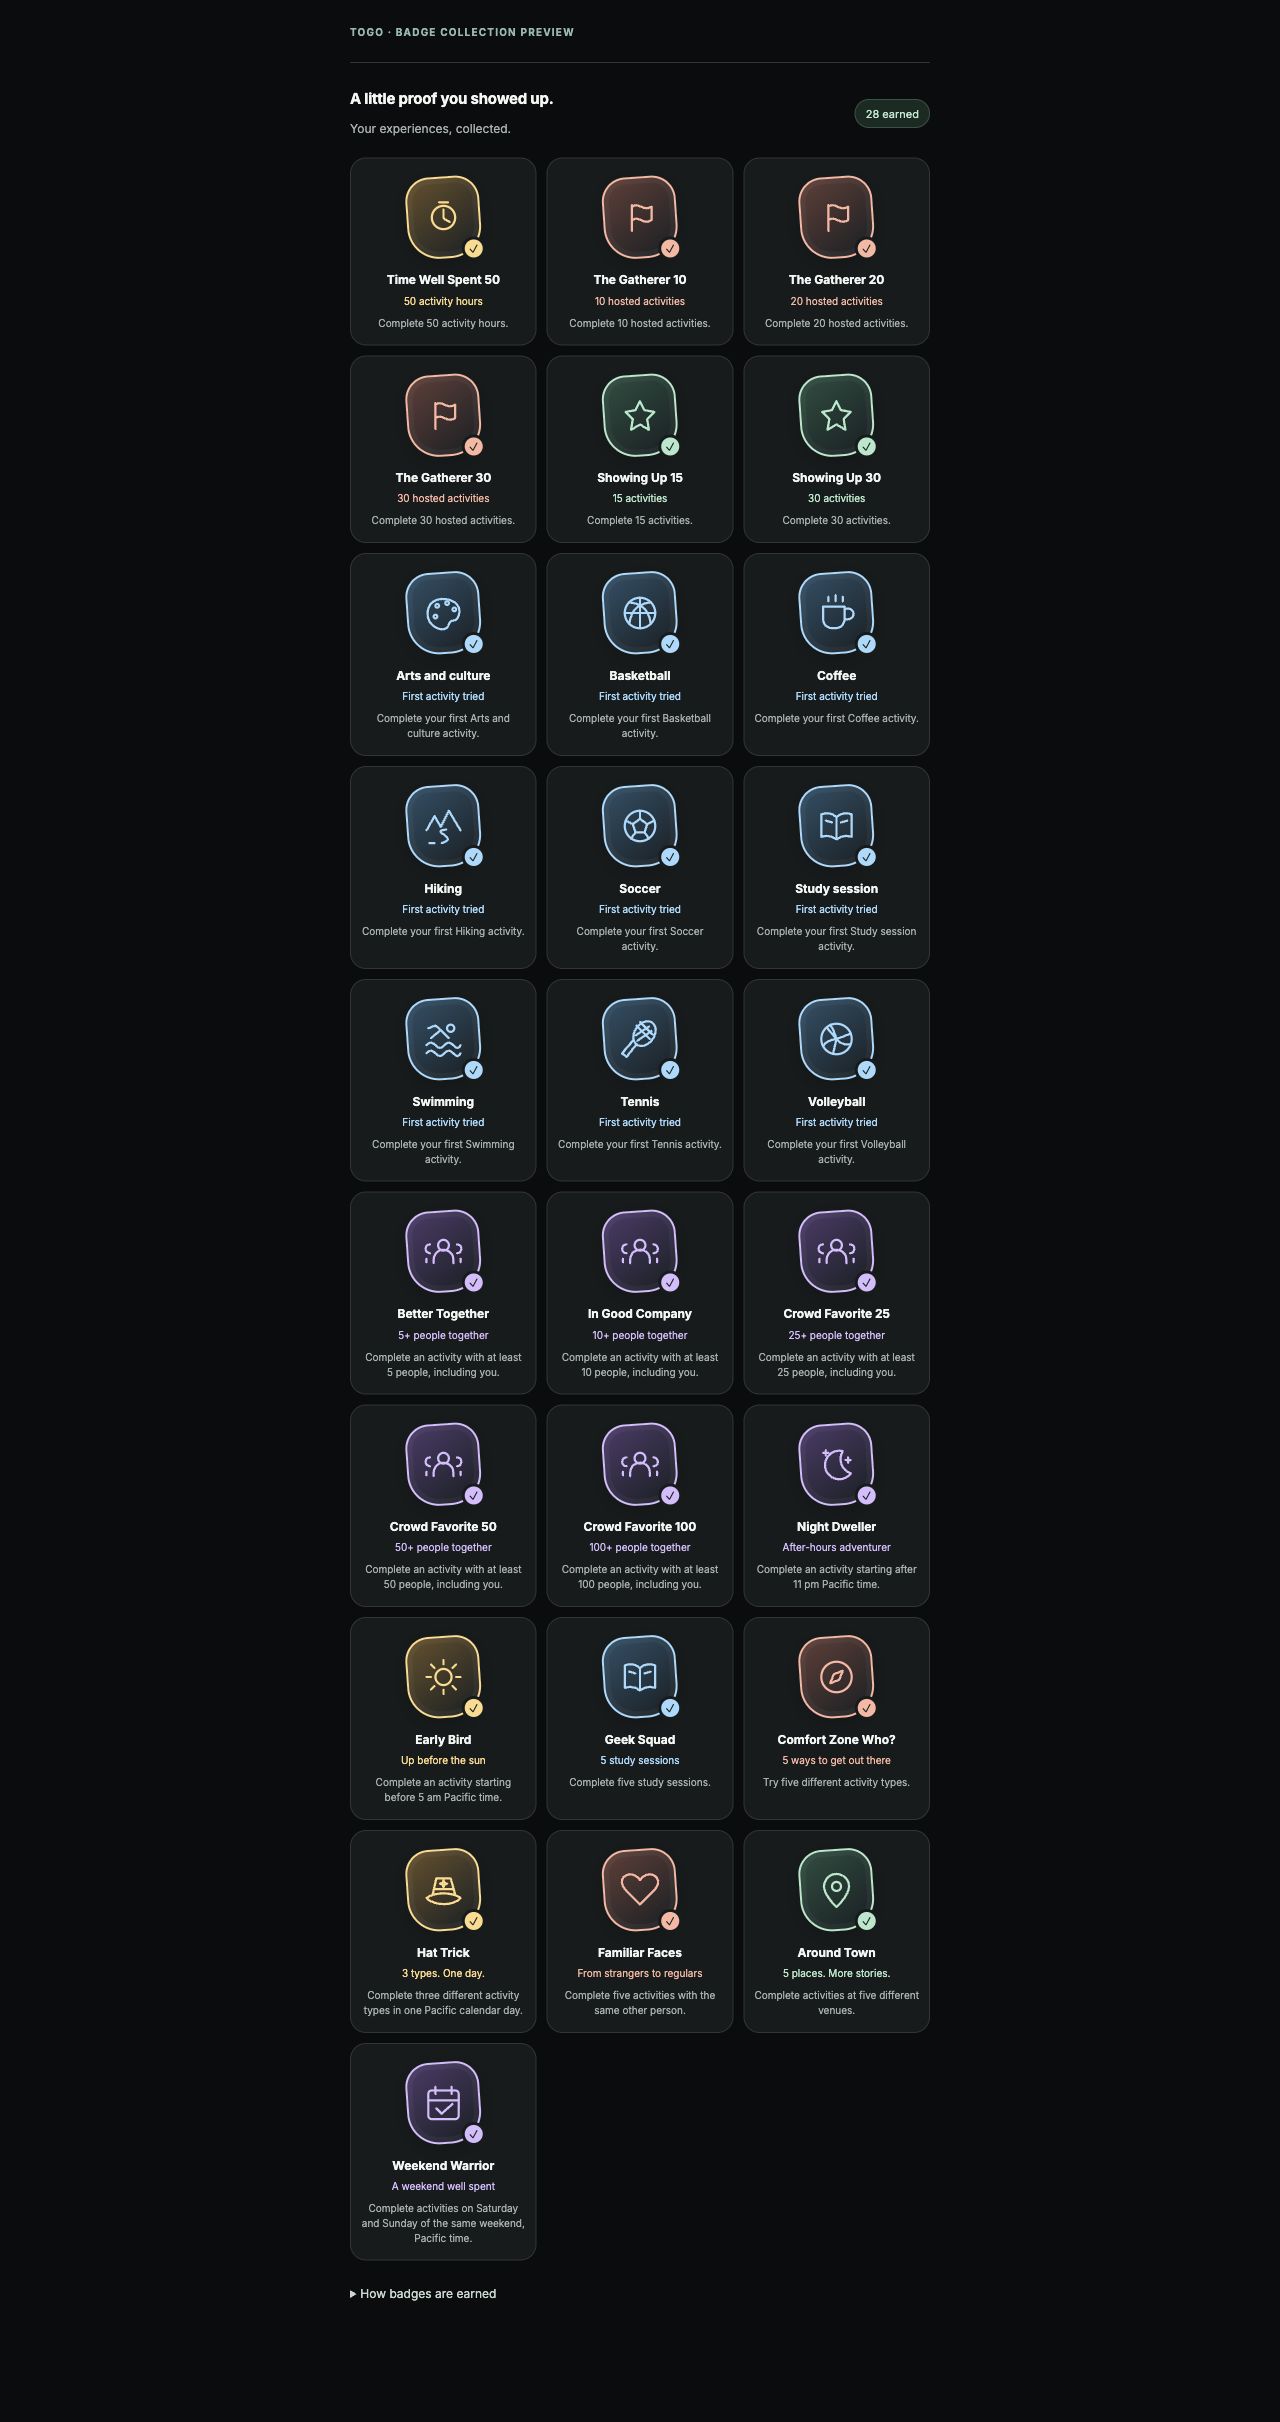 TOGO · BADGE COLLECTION PREVIEW
A little proof you showed up.
28 earned
Your experiences, collected.
Time Well Spent 50
50 activity hours
Complete 50 activity hours.
The Gatherer 10
10 hosted activities
Complete 10 hosted activities.
The Gatherer 20
20 hosted activities
Complete 20 hosted activities.
The Gatherer 30
30 hosted activities
Complete 30 hosted activities.
Showing Up 15
15 activities
Complete 15 activities.
Showing Up 30
30 activities
Complete 30 activities.
Arts and culture
First activity tried
Complete your first Arts and
culture activity.
Basketball
First activity tried
Complete your first Basketball
activity.
Coffee
First activity tried
Complete your first Coffee activity.
Hiking
First activity tried
Complete your first Hiking activity.
Soccer
First activity tried
Complete your first Soccer
activity.
Study session
First activity tried
Complete your first Study session
activity.
Swimming
First activity tried
Complete your first Swimming
activity.
Tennis
First activity tried
Complete your first Tennis activity.
Volleyball
First activity tried
Complete your first Volleyball
activity.
Better Together
5+ people together
Complete an activity with at least
5 people, including you.
In Good Company
10+ people together
Complete an activity with at least
10 people, including you.
Crowd Favorite 25
25+ people together
Complete an activity with at least
25 people, including you.
Crowd Favorite 50
50+ people together
Complete an activity with at least
50 people, including you.
Crowd Favorite 100
100+ people together
Complete an activity with at least
100 people, including you.
Night Dweller
After-hours adventurer
Complete an activity starting after
11 pm Pacific time.
Early Bird
Up before the sun
Complete an activity starting
before 5 am Pacific time.
Geek Squad
5 study sessions
Complete five study sessions.
Comfort Zone Who?
5 ways to get out there
Try five different activity types.
Hat Trick
3 types. One day.
Complete three different activity
types in one Pacific calendar day.
Familiar Faces
From strangers to regulars
Complete five activities with the
same other person.
Around Town
5 places. More stories.
Complete activities at five different
venues.
Weekend Warrior
A weekend well spent
Complete activities on Saturday
and Sunday of the same weekend,
Pacific time.
How badges are earned